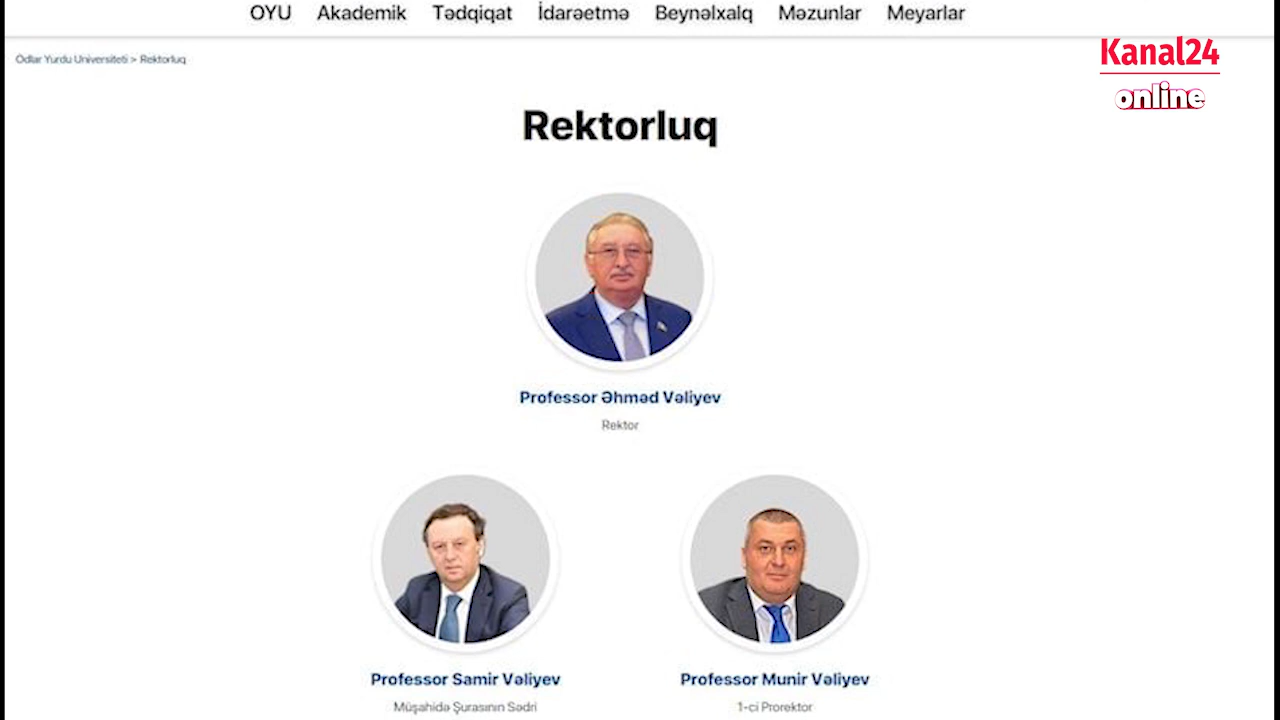 OYU Akademik Tədqiqat İdarəetmə Beynəlxalq Məzunlar Meyarlar
Kanal24
online
Odlar Yurdu Universiteti > Rektorluq
Rektorluq
Professor Əhməd Vəliyev
Rektor
Professor Samir Vəliyev
Müşahidə Şurasının Sədri
Professor Munir Vəliyev
1-ci Prorektor